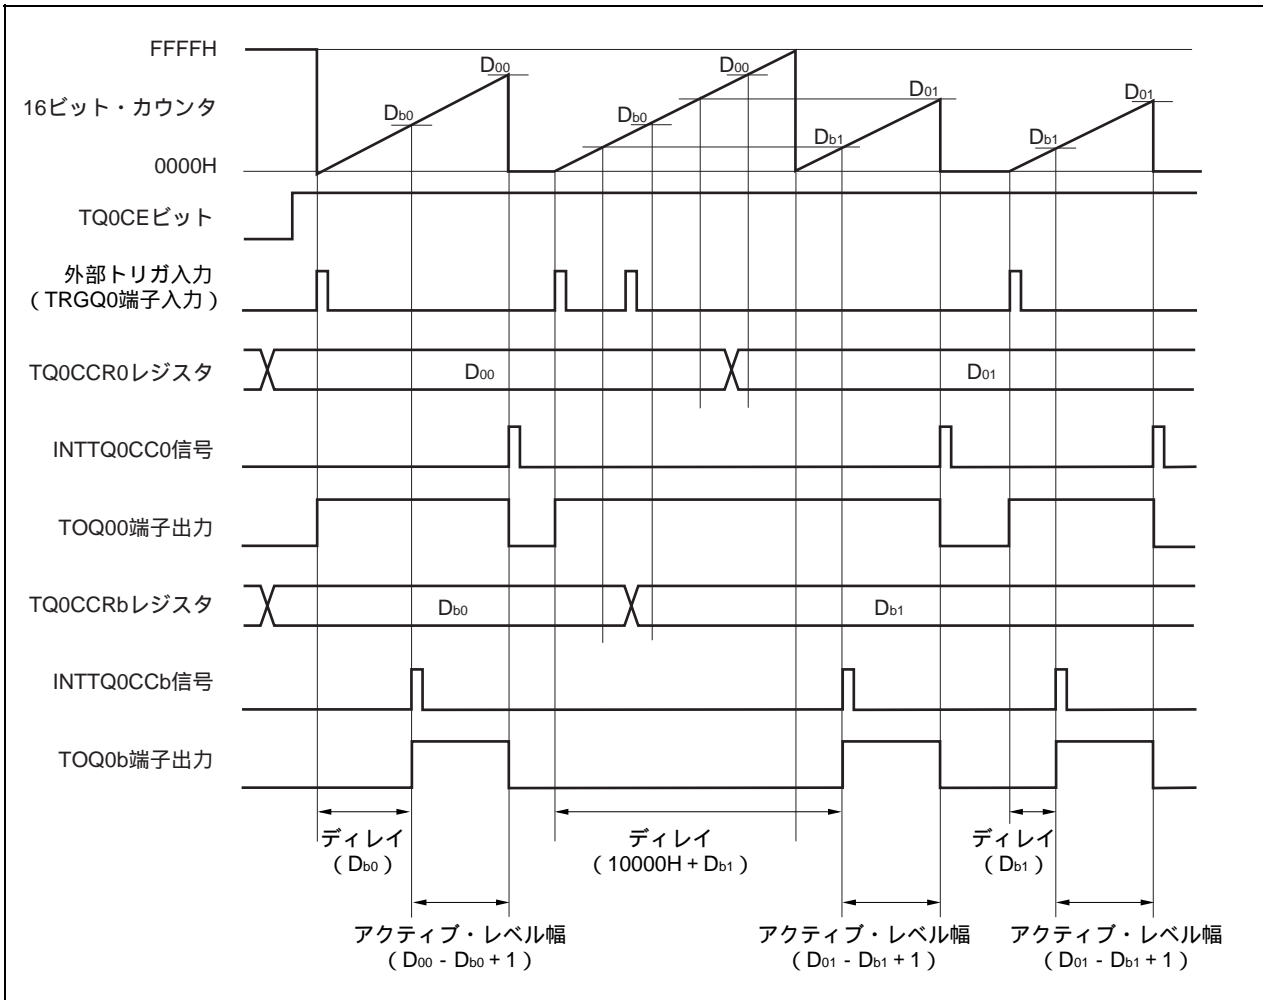 FFFFH
D00
D00
16ビット・カウンタ
Db0
Db0
D01
D01
Db1
Db1
0000H
TQ0CEビット
外部トリガ入力
（TRGQ0端子入力）
TQ0CCR0レジスタ
D00
D01
INTTQ0CC0信号
TOQ00端子出力
TQ0CCRbレジスタ
Db0
Db1
INTTQ0CCb信号
TOQ0b端子出力
ディレイ
（Db0）
ディレイ
（10000H + Db1）
ディレイ
（Db1）
アクティブ・レベル幅
（D00 - Db0 + 1）
アクティブ・レベル幅
（D01 - Db1 + 1）
アクティブ・レベル幅
（D01 - Db1 + 1）